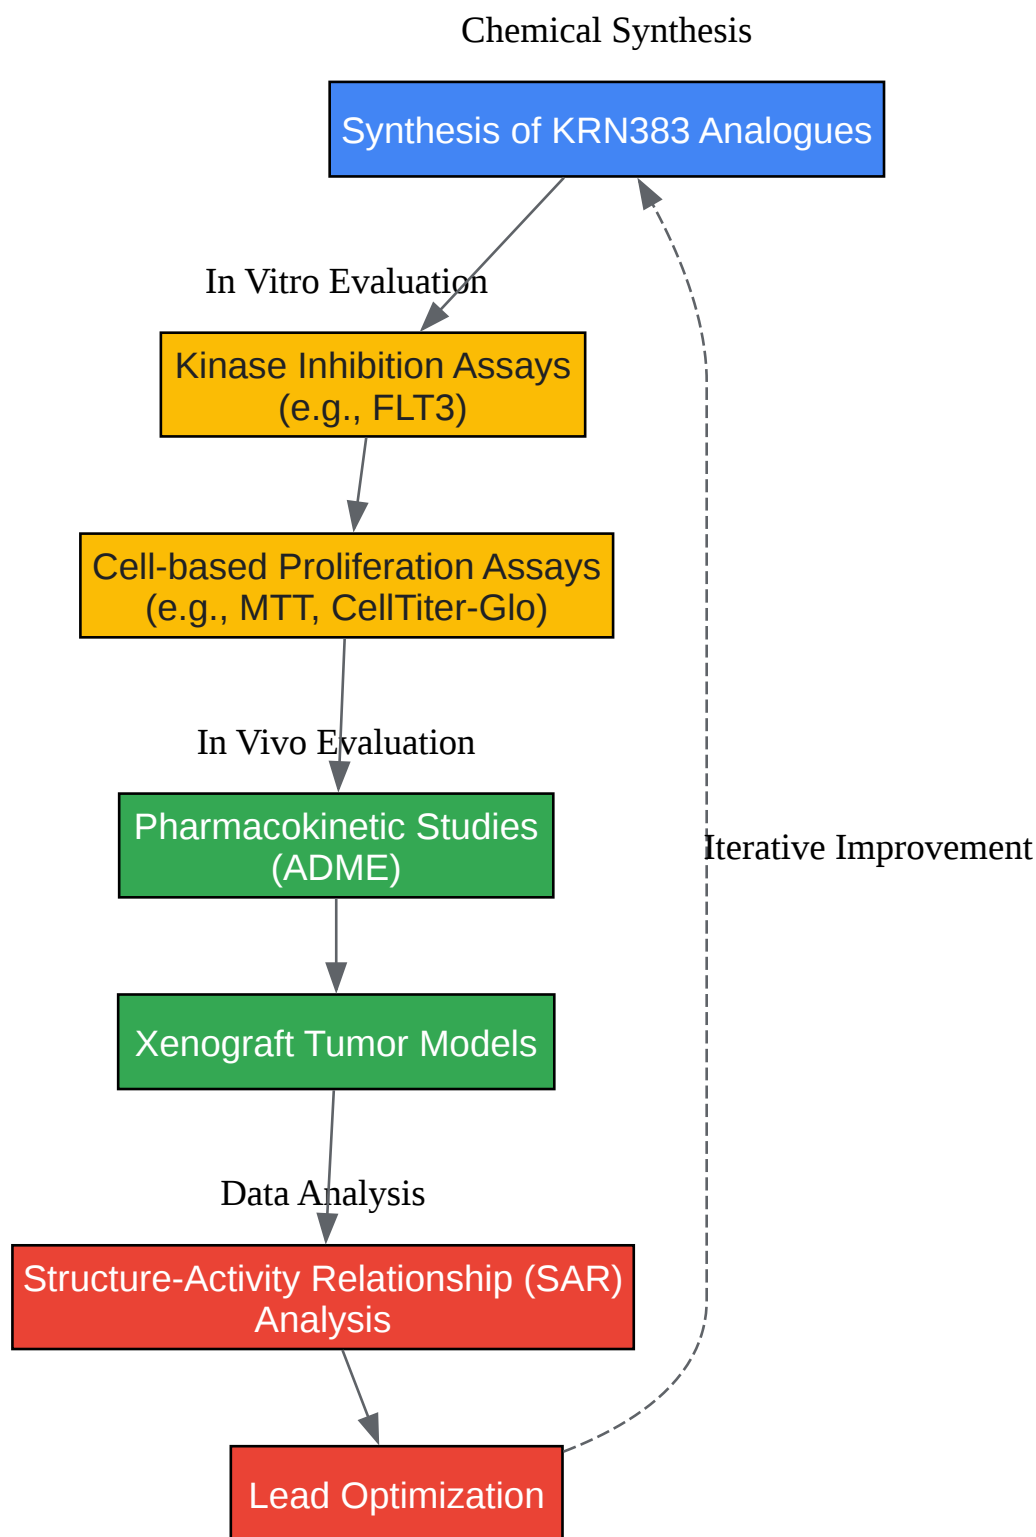 Chemical Synthesis
Synthesis of KRN383 Analogues
In Vitro Evaluation
Kinase Inhibition Assays
(e.g., FLT3)
Cell-based Proliferation Assays
(e.g., MTT, CellTiter-Glo)
In Vivo Evaluation
Pharmacokinetic Studies
(ADME)
Iterative Improvement
Xenograft Tumor Models
Data Analysis
Structure-Activity Relationship (SAR)
Analysis
Lead Optimization